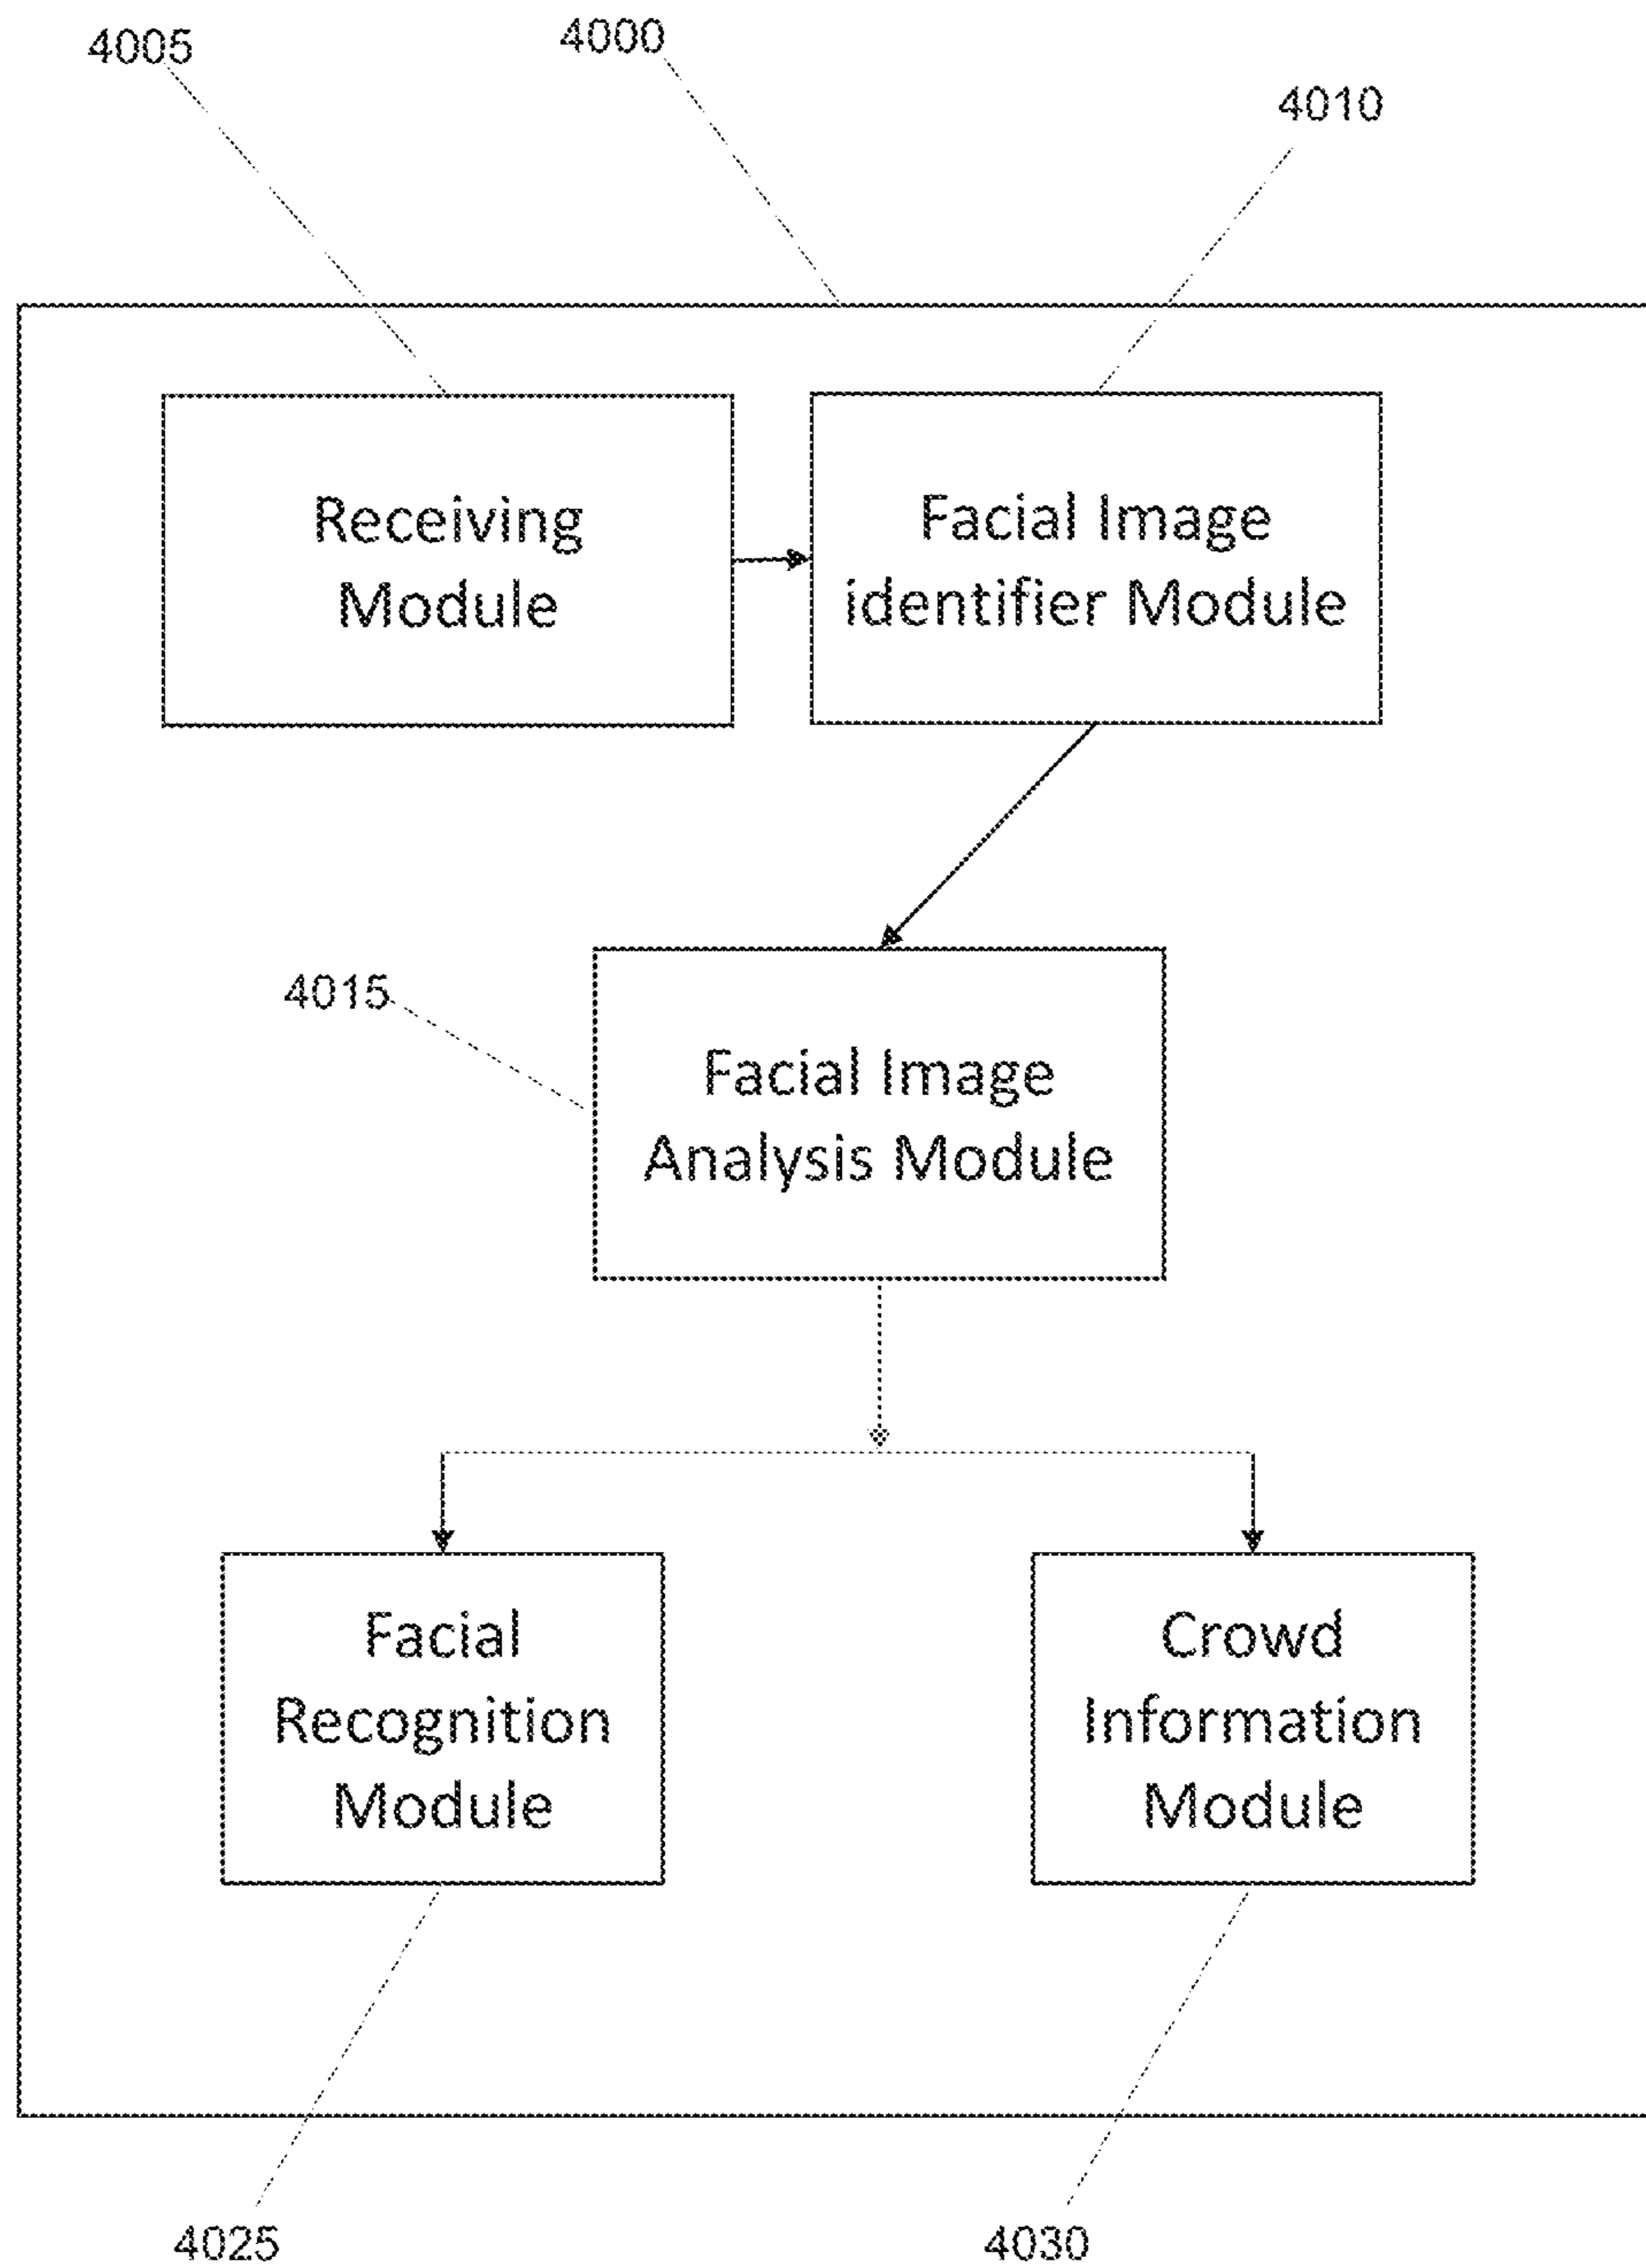 4005
4000
4010
Receiving
Module
Facial Image
identifier Module
4015
Facial Image
Analysis Module
Facial
Recognition
Module
Crowd
Information
Module
4025
4030